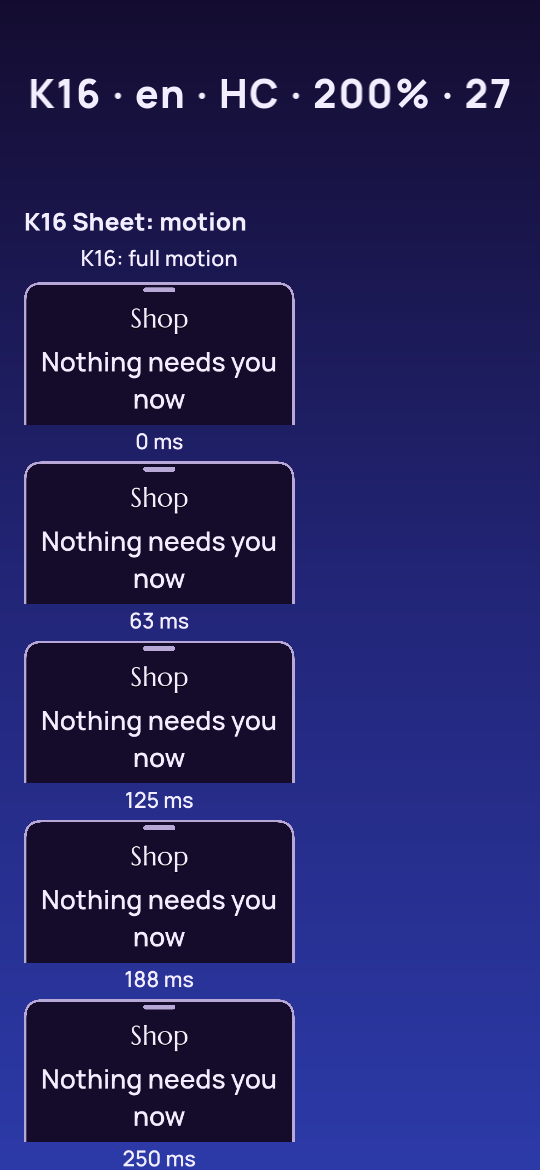 K16 · en · HC · 200% · 27
K16 Sheet: motion
K16: full motion
Shop
Nothing needs you
now
0 ms
Shop
Nothing needs you
now
63 ms
Shop
Nothing needs you
now
125 ms
Shop
Nothing needs you
now
188 ms
Shop
Nothing needs you
now
250 ms